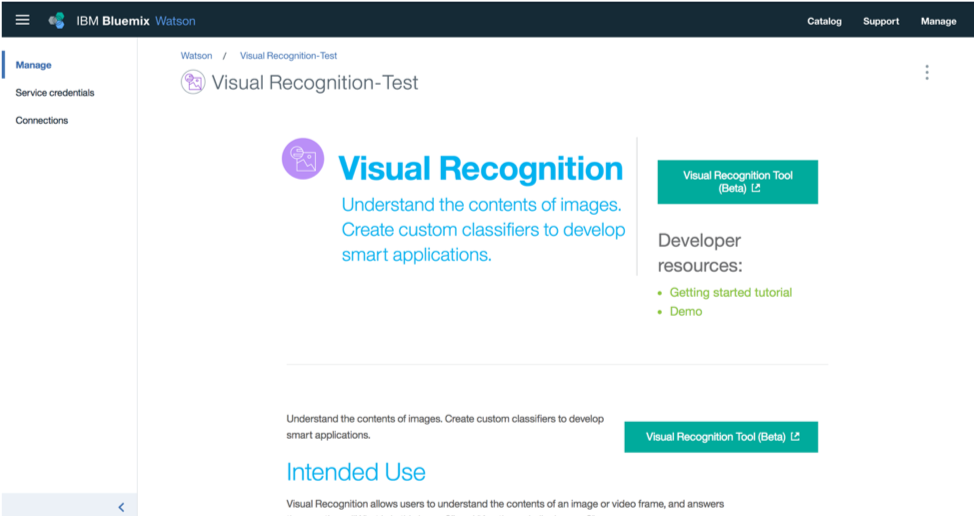 IBM Bluemix Watson
Catalog Support Manage
Manage
Service credentials
Connections
Watson / Visual Recognition-Test
Visual Recognition-Test
Visual Recognition
Understand the contents of images.
Create custom classifiers to develop
smart applications.
Visual Recognition Tool
(Beta)
Developer
resources:
• Getting started tutorial
• Demo
Understand the contents of images. Create custom classifiers to develop
smart applications.
Visual Recognition Tool (Beta)
Intended Use
Visual Recognition allows users to understand the contents of an image or video frame, and answers